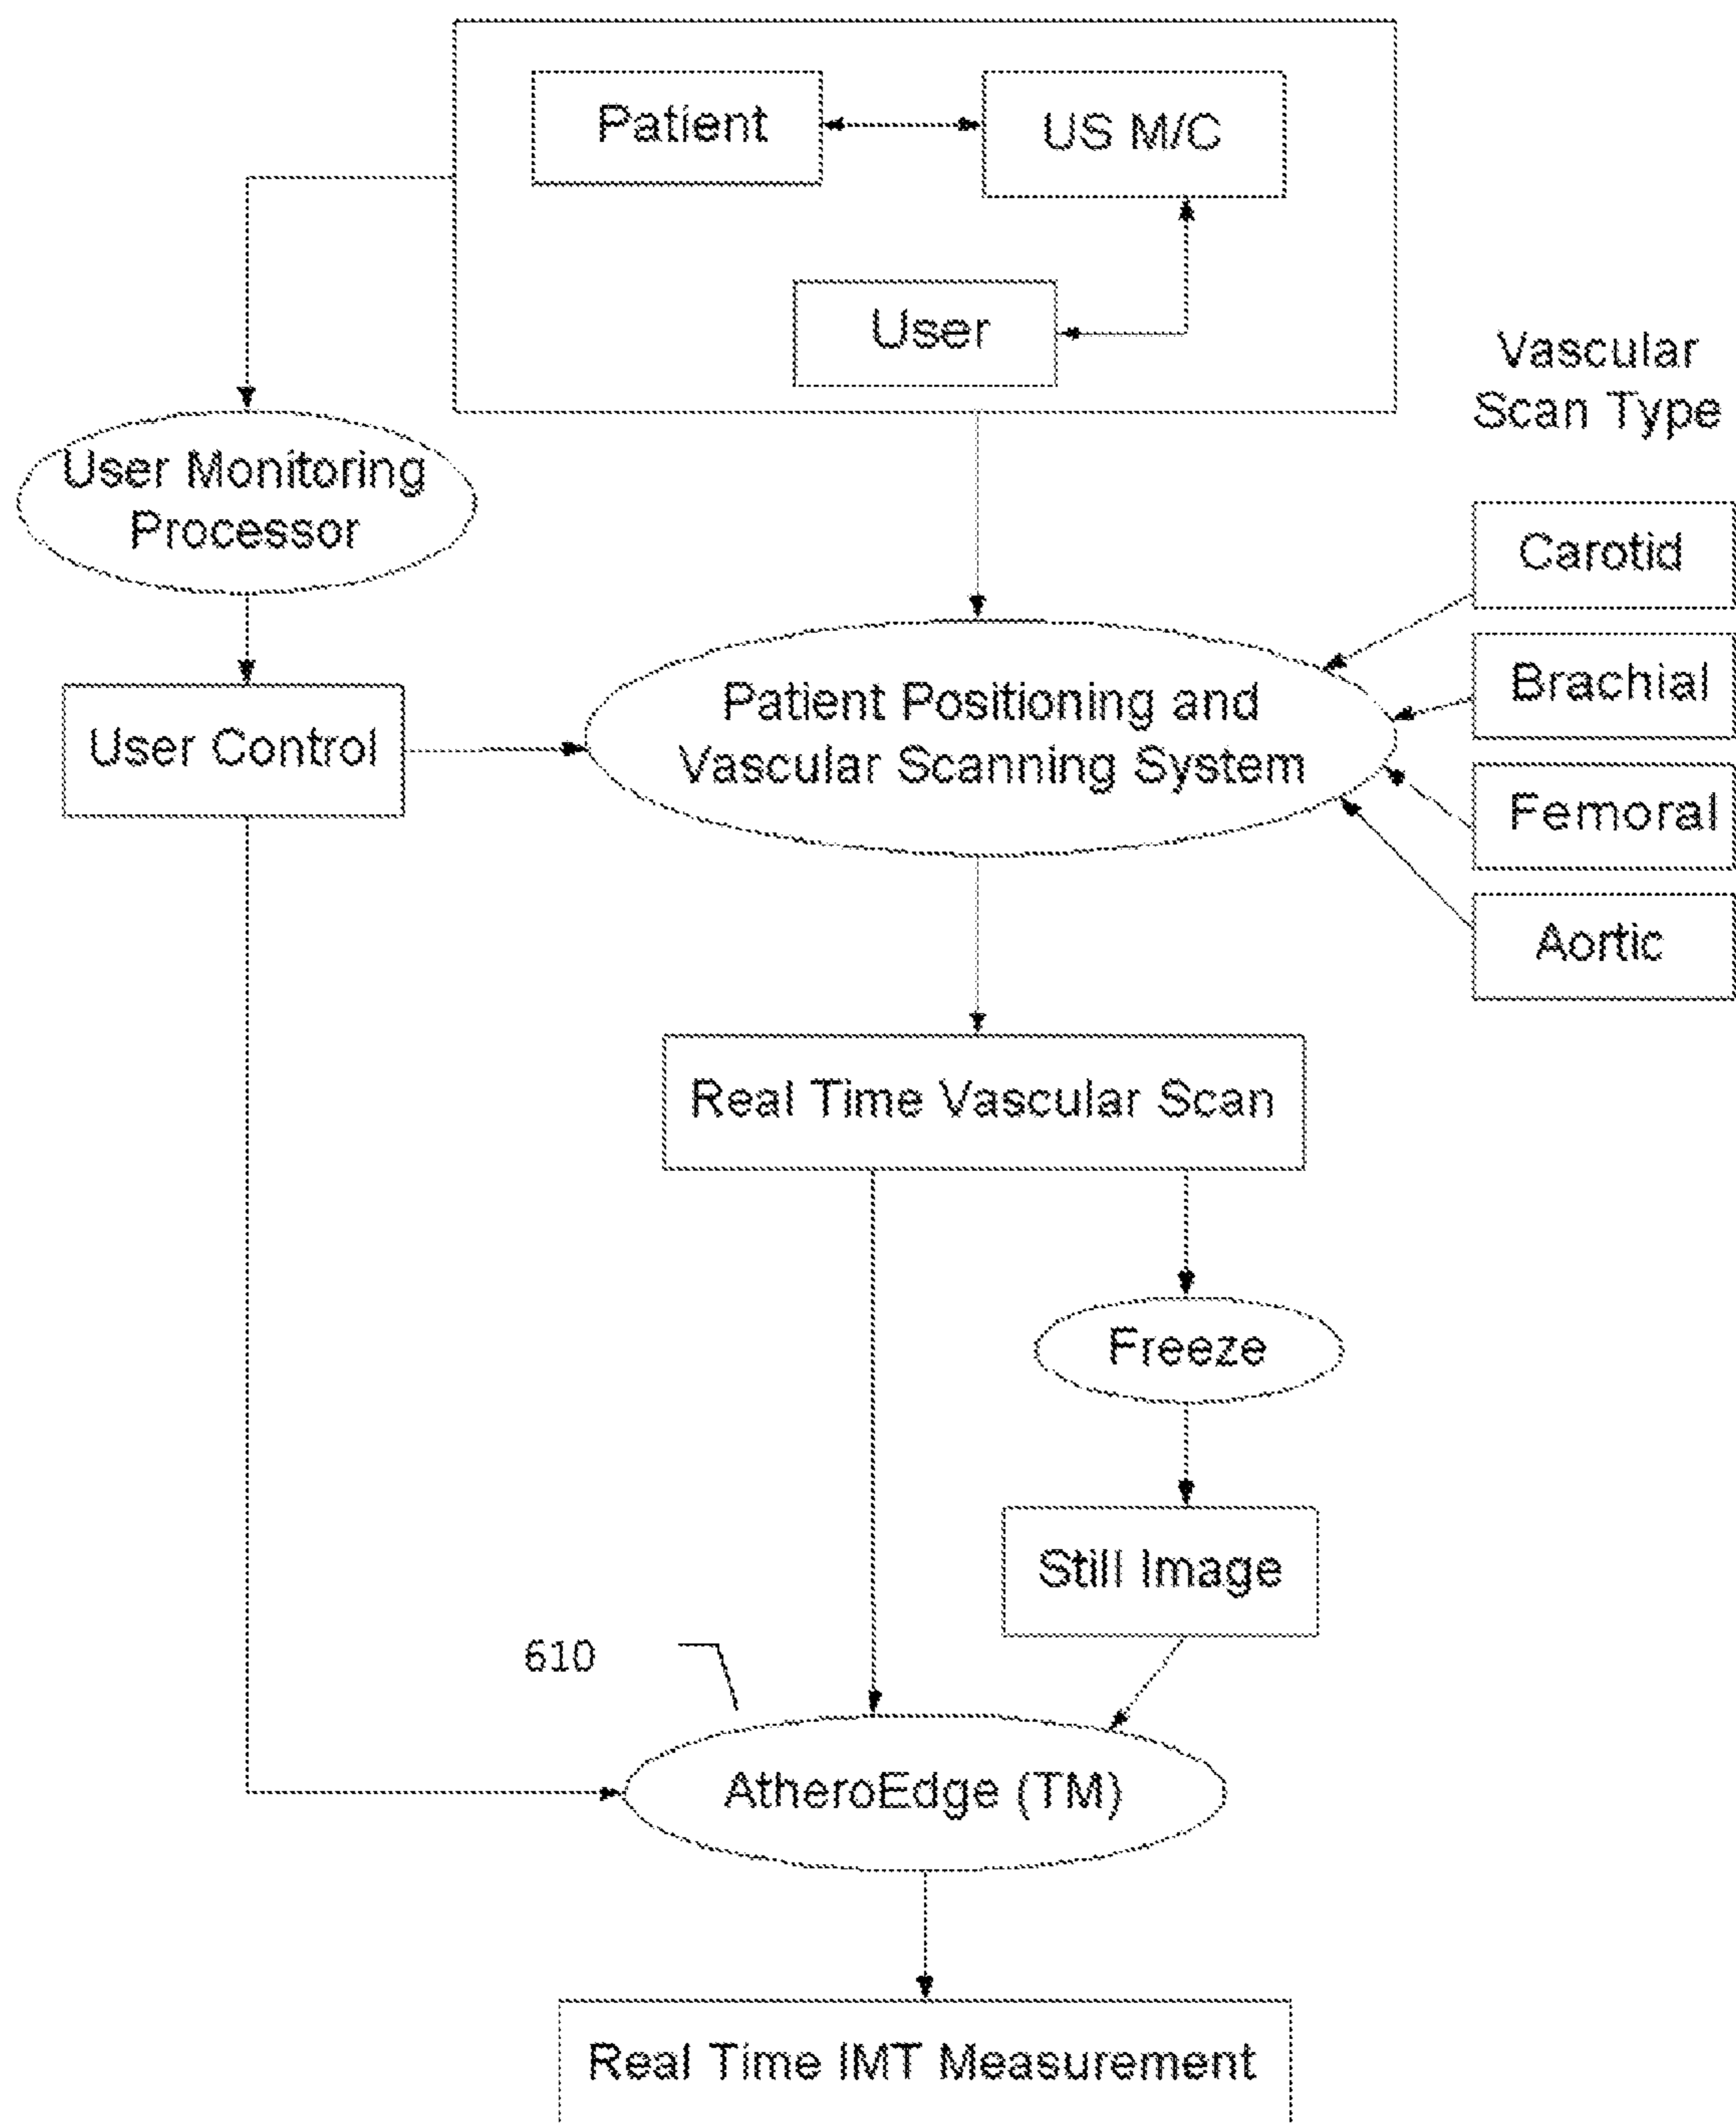 Patient
US M/C
User
Vascular
Scan Type
User Monitoring
Processor
Carotid
Brachial
Femoral
Aortic
User Control
Patient Positioning and
Vascular Scanning System
Real Time Vascular Scan
Freeze
Still Image
610
AtheroEdge (TM)
Real Time IMT Measurement